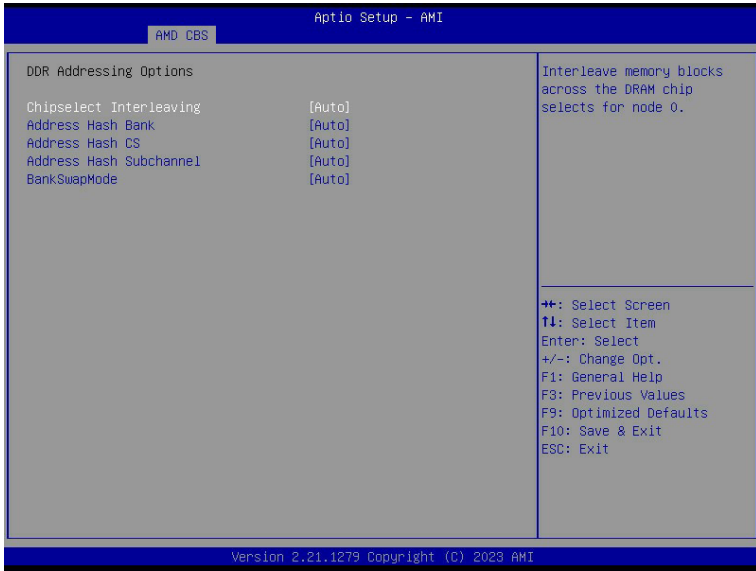 Aptio Setup – AMI
AMD CBS
DDR Addressing Options
Chipselect Interleaving [Auto]
Address Hash Bank [Auto]
Address Hash CS [Auto]
Address Hash Subchannel [Auto]
BankSwapMode [Auto]
Interleave memory blocks
across the DRAM chip
selects for node 0.
→←: Select Screen
↑↓: Select Item
Enter: Select
+/-: Change Opt.
F1: General Help
F3: Previous Values
F9: Optimized Defaults
F10: Save & Exit
ESC: Exit
Version 2.21.1279 Copyright (C) 2023 AMI